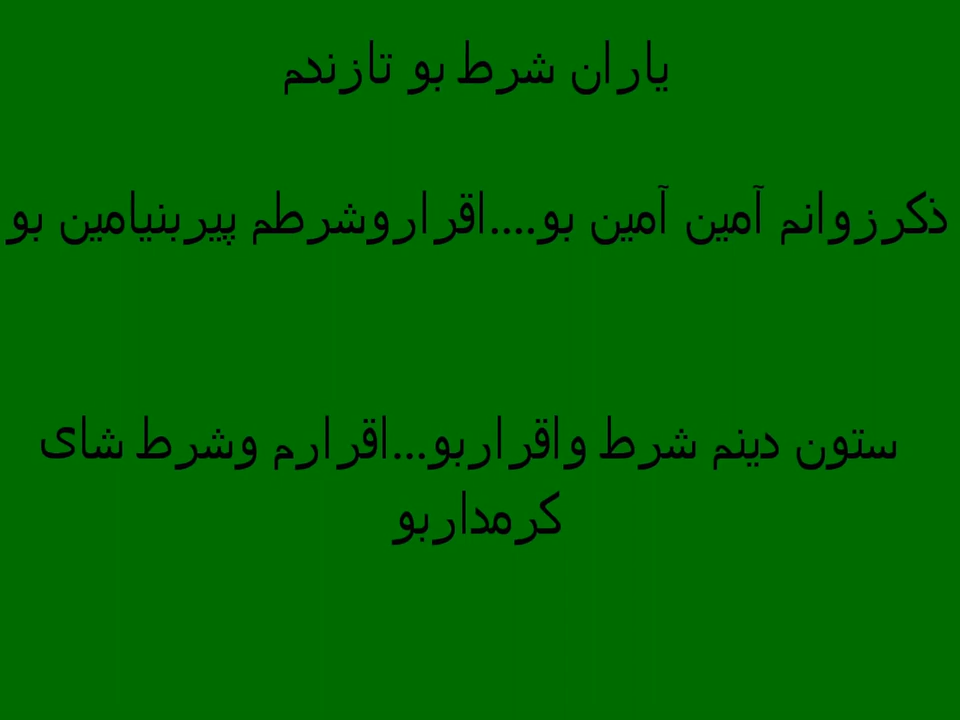 یاران شرط بو تازندم
ذکرزوانم آمین آمین بو....اقراروشرطم پیربنیامین بو
ستون دینم شرط واقراربو...اقرارم وشرط شای
کرمداربو